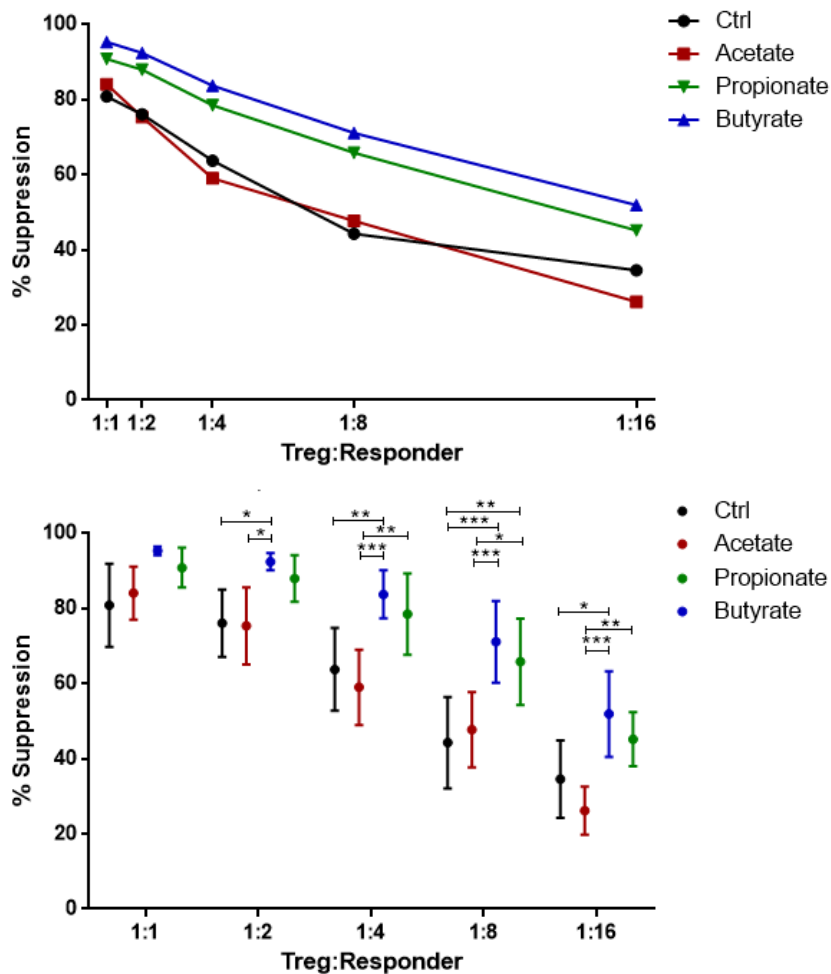 100
80
60
40
20
0
% Suppression
1:1 1:2 1:4 1:8 1:16
Treg:Responder
Ctrl
Acetate
Propionate
Butyrate
100
80
60
40
20
0
% Suppression
* *
** ** ***
** *** * ***
* ** ***
1:1 1:2 1:4 1:8 1:16
Treg:Responder
Ctrl
Acetate
Propionate
Butyrate